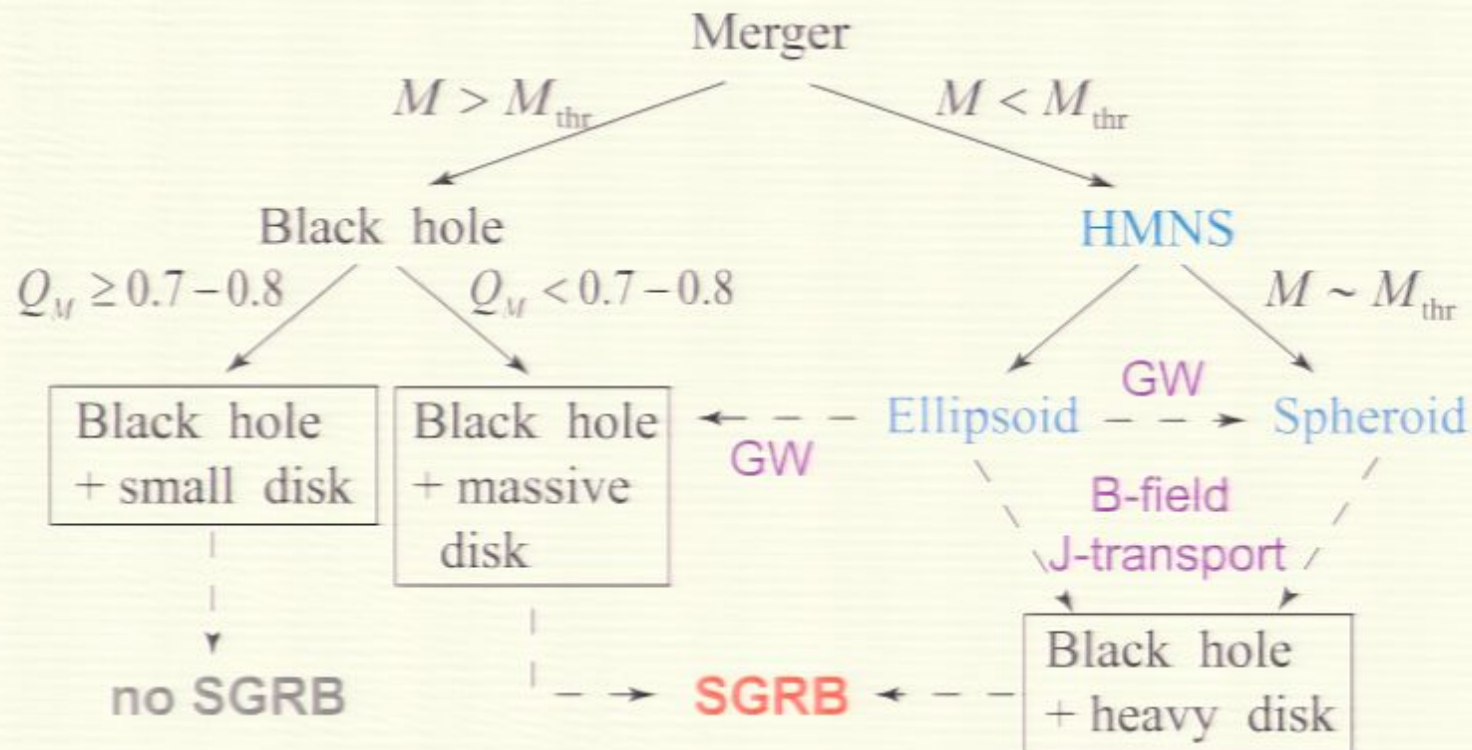 Merger
M > M_thr
M < M_thr
Black hole
HMNS
Q_M ≥ 0.7 – 0.8
Q_M < 0.7 – 0.8
M ~ M_thr
Black hole
+ small disk
Black hole
+ massive
disk
GW
Ellipsoid
GW
Spheroid
B-field
J-transport
Black hole
+ heavy disk
no SGRB
SGRB